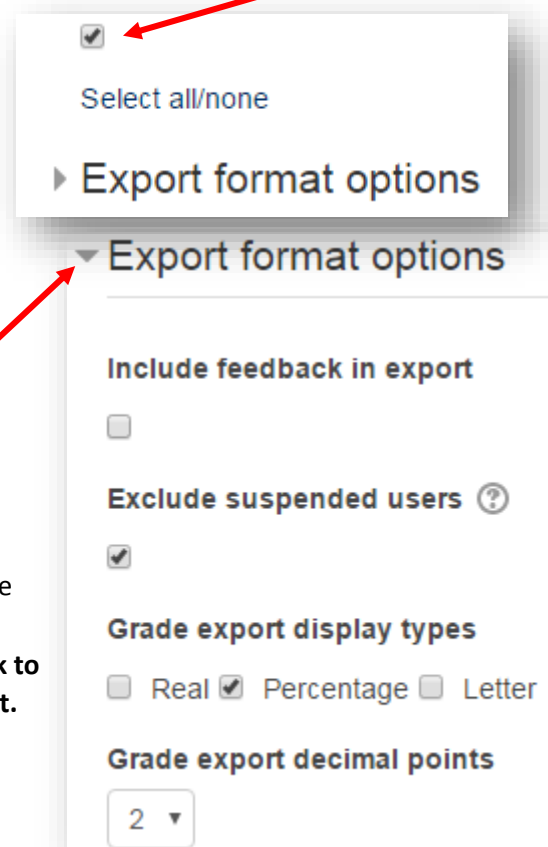 Select all/none
Export format options
Export format options
Include feedback in export
Exclude suspended users ?
Grade export display types
Real Percentage Letter
Grade export decimal points
2